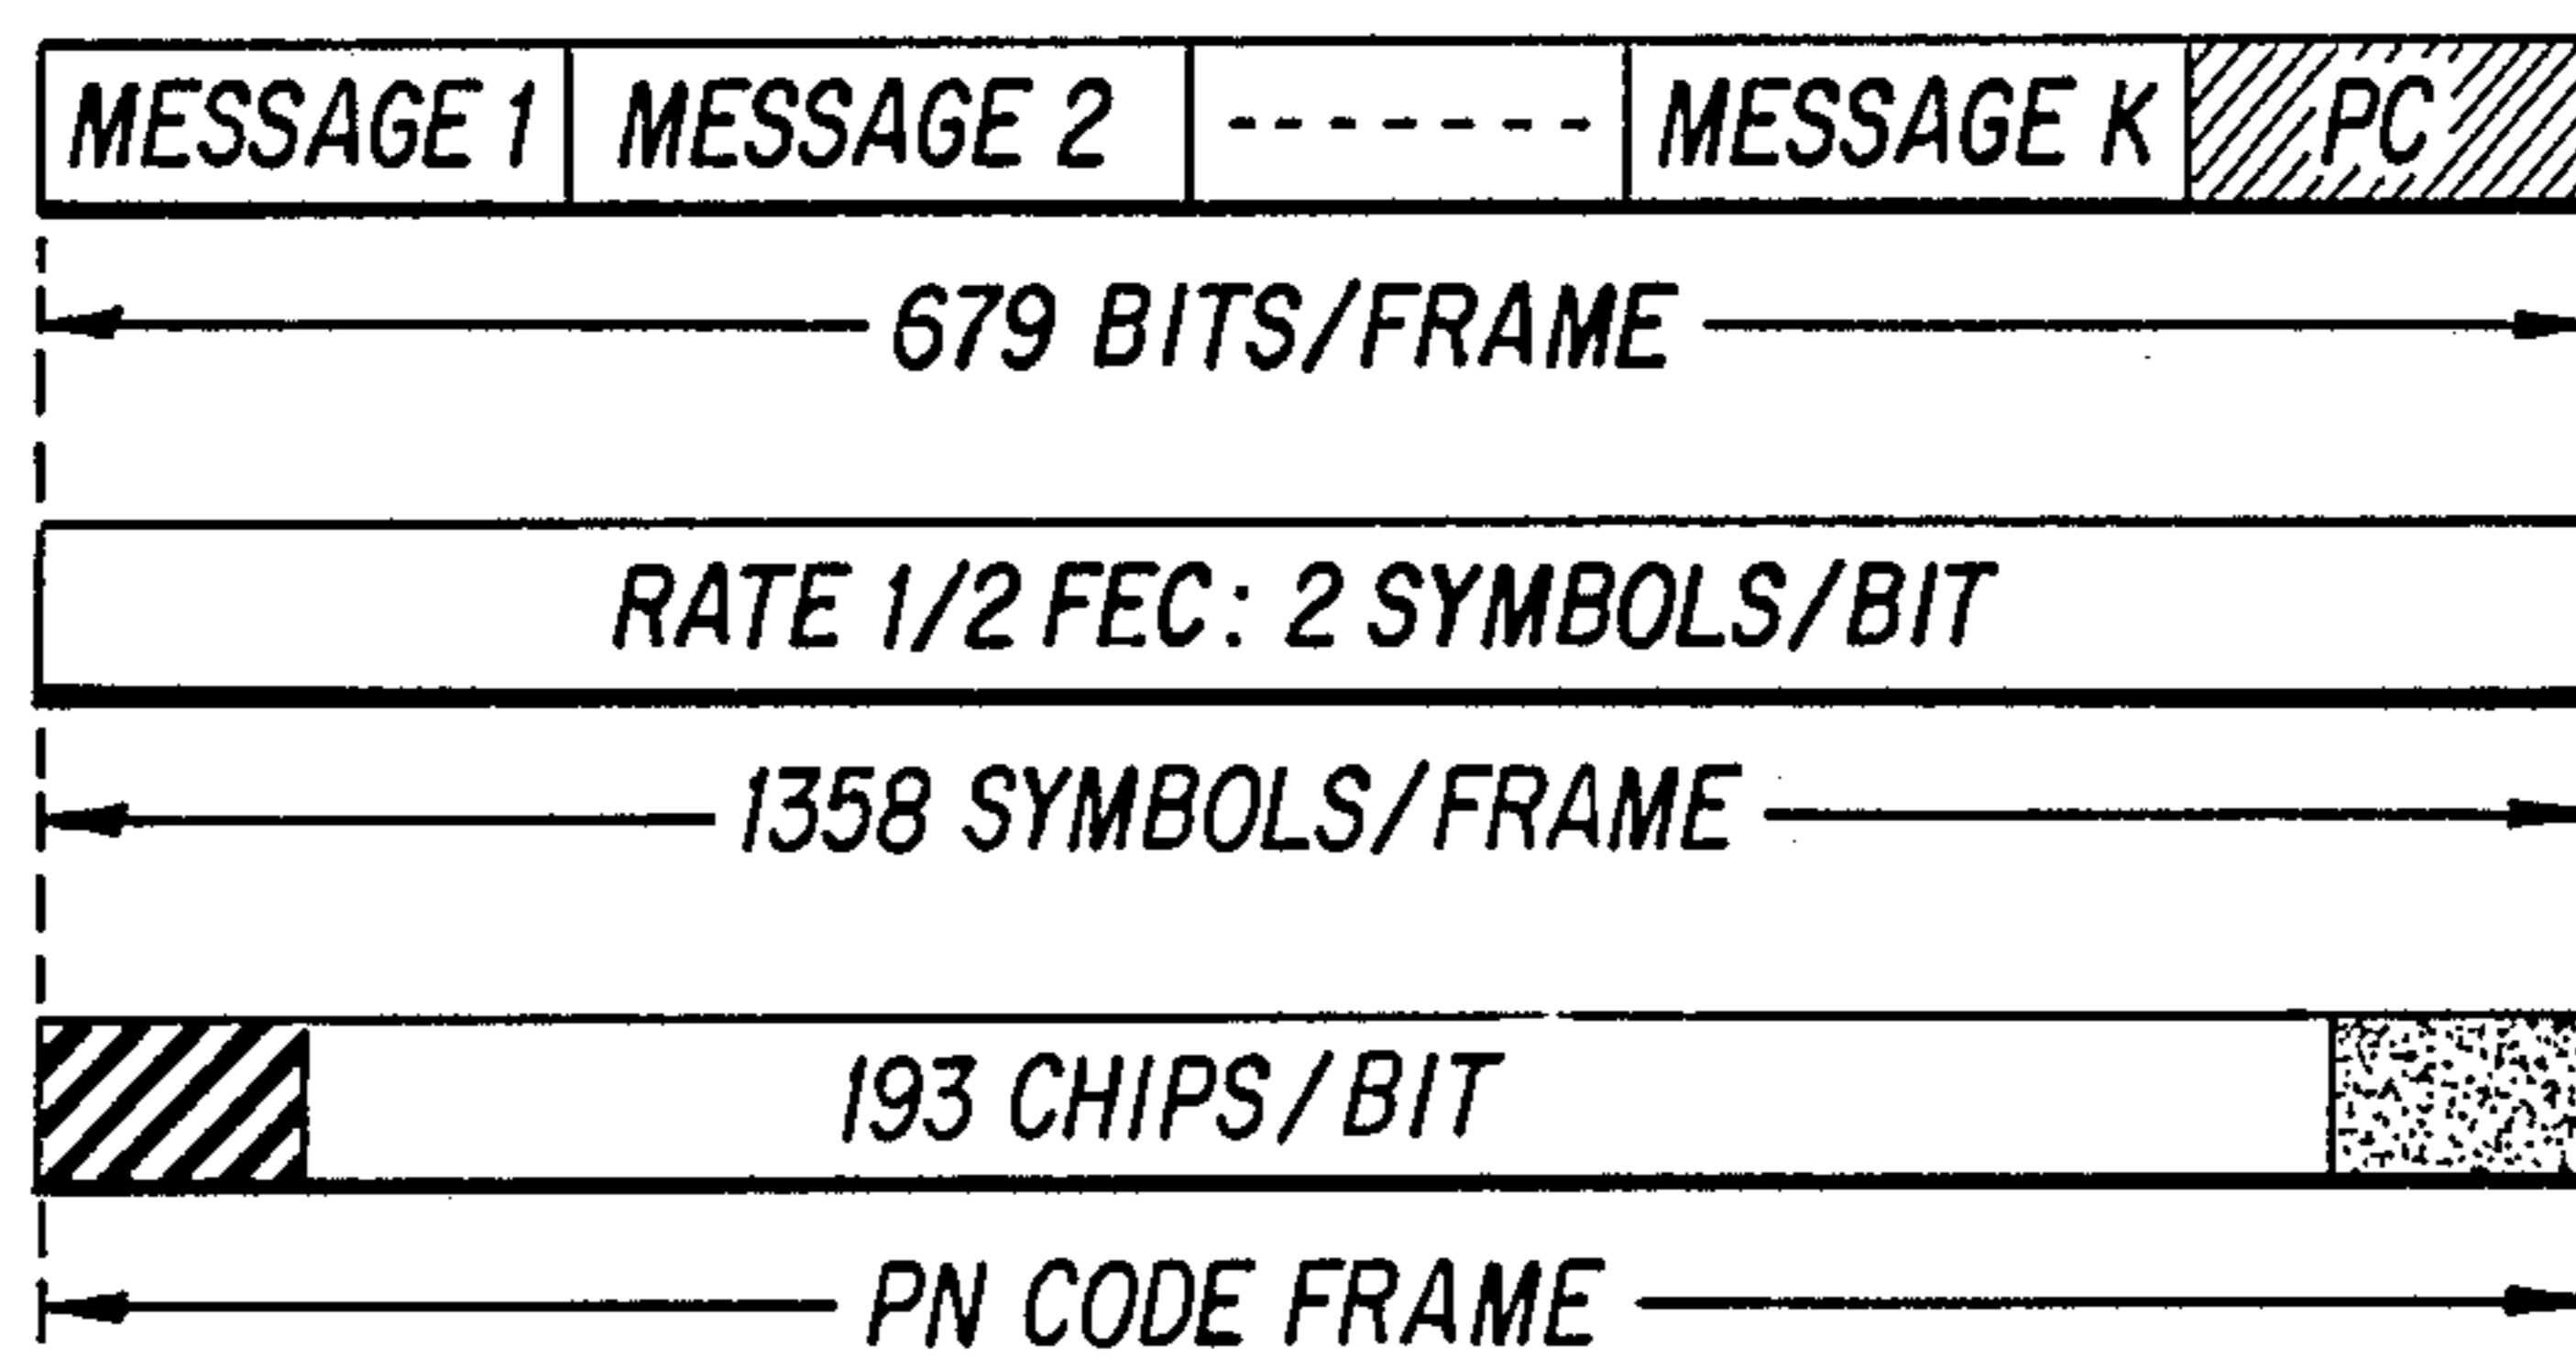 MESSAGE 1 MESSAGE 2 ------- MESSAGE K PC
679 BITS/FRAME
RATE 1/2 FEC: 2 SYMBOLS/BIT
1358 SYMBOLS/FRAME
193 CHIPS/BIT
PN CODE FRAME